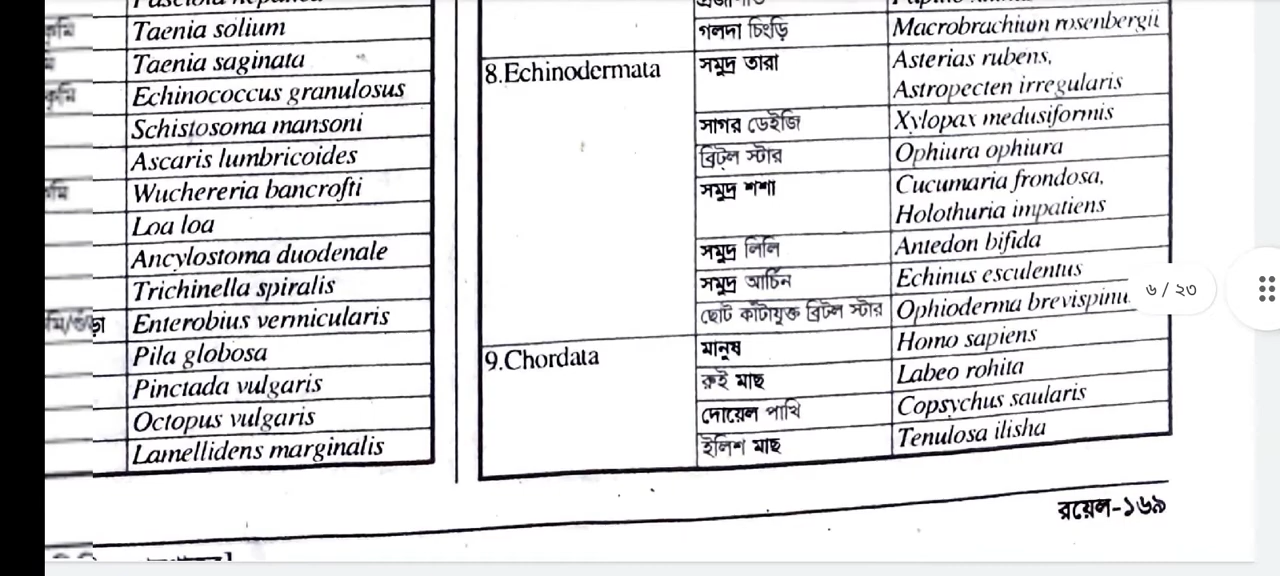 কৃমি Taenia solium
Taenia saginata
কৃমি Echinococcus granulosus
Schistosoma mansoni
Ascaris lumbricoides
Wuchereria bancrofti
Loa loa
Ancylostoma duodenale
Trichinella spiralis
Enterobius vermicularis
Pila globosa
Pinctada vulgaris
Octopus vulgaris
Lamellidens marginalis
গলদা চিংড়ি Macrobrachium rosenbergii
8.Echinodermata সমুদ্র তারা Asterias rubens,
Astropecten irregularis
সাগর ডেইজি Xylopax medusiformis
ব্রিটল স্টার Ophiura ophiura
সমুদ্র শশা Cucumaria frondosa,
Holothuria impatiens
সমুদ্র লিলি Antedon bifida
সমুদ্র আর্চিন Echinus esculentus
ছোট কাঁটাযুক্ত ব্রিটল স্টার Ophioderma brevispinu
9.Chordata মানুষ Homo sapiens
রুই মাছ Labeo rohita
দোয়েল পাখি Copsychus saularis
ইলিশ মাছ Tenulosa ilisha
৬ / ২৩
রয়েল-১৬৯